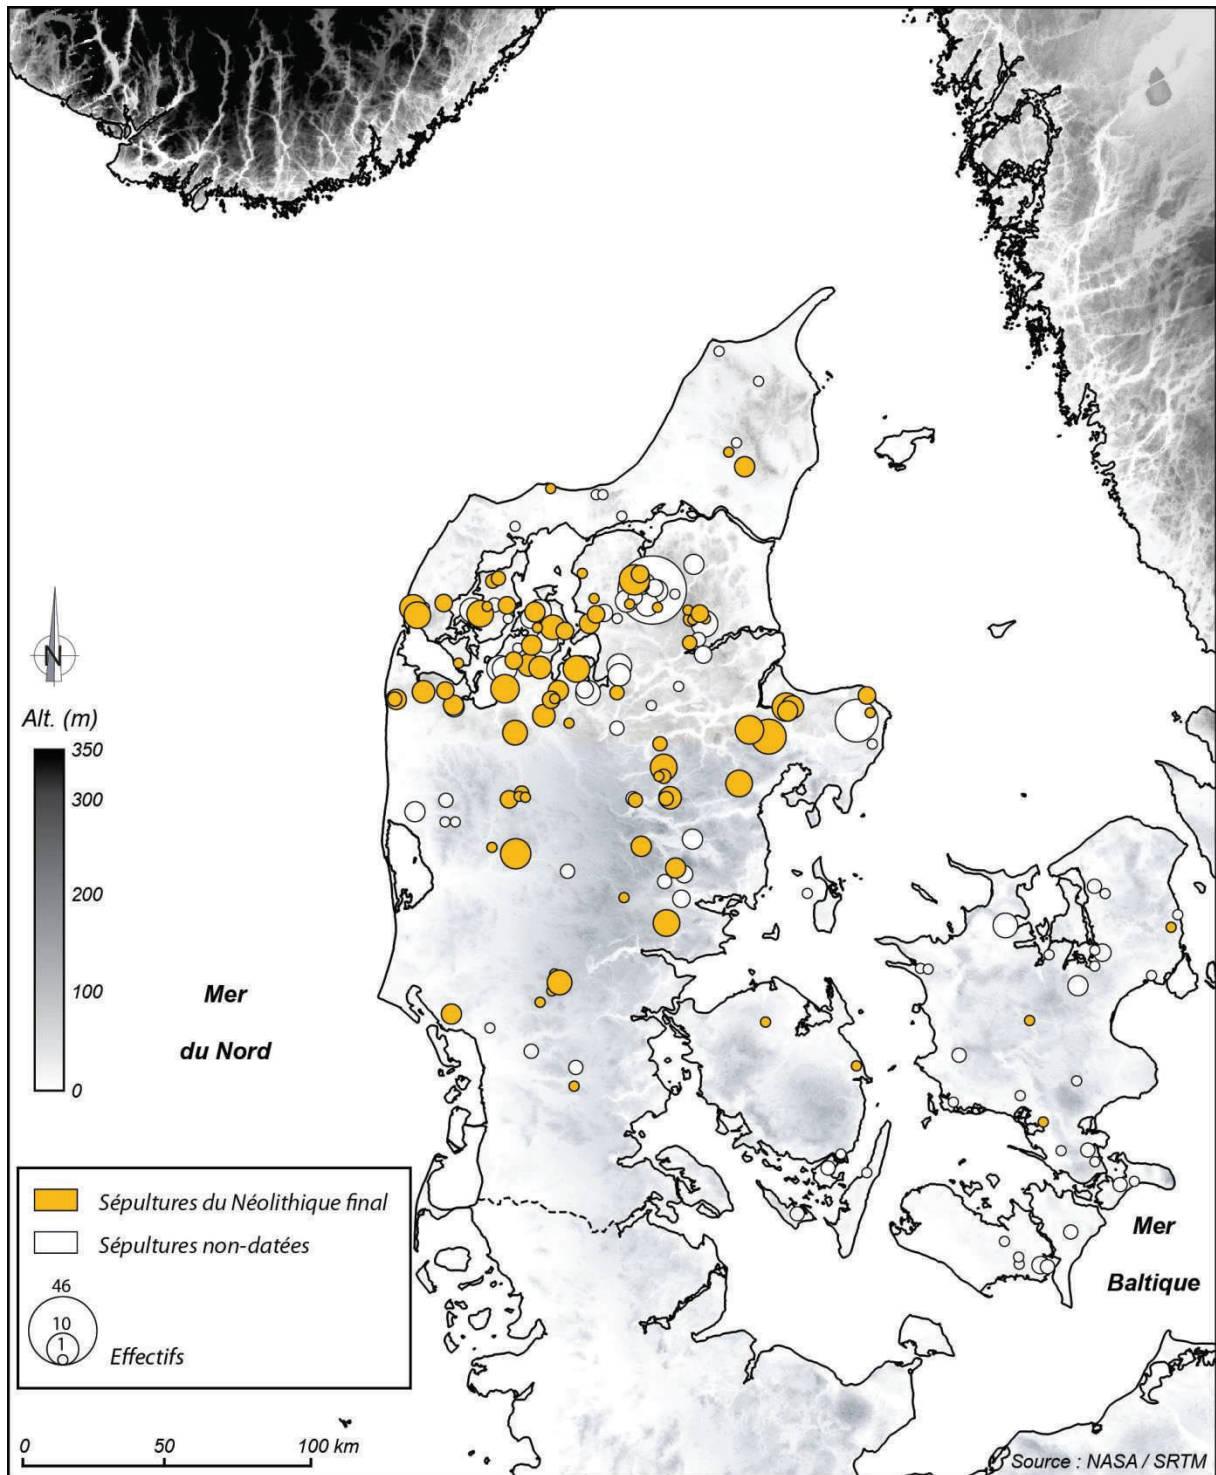 N
Alt. (m)
350
300
200
100
0
Mer
du Nord
Mer
Baltique
Sépultures du Néolithique final
Sépultures non-datées
46
10
1
Effectifs
0 50 100 km
Source : NASA / SRTM